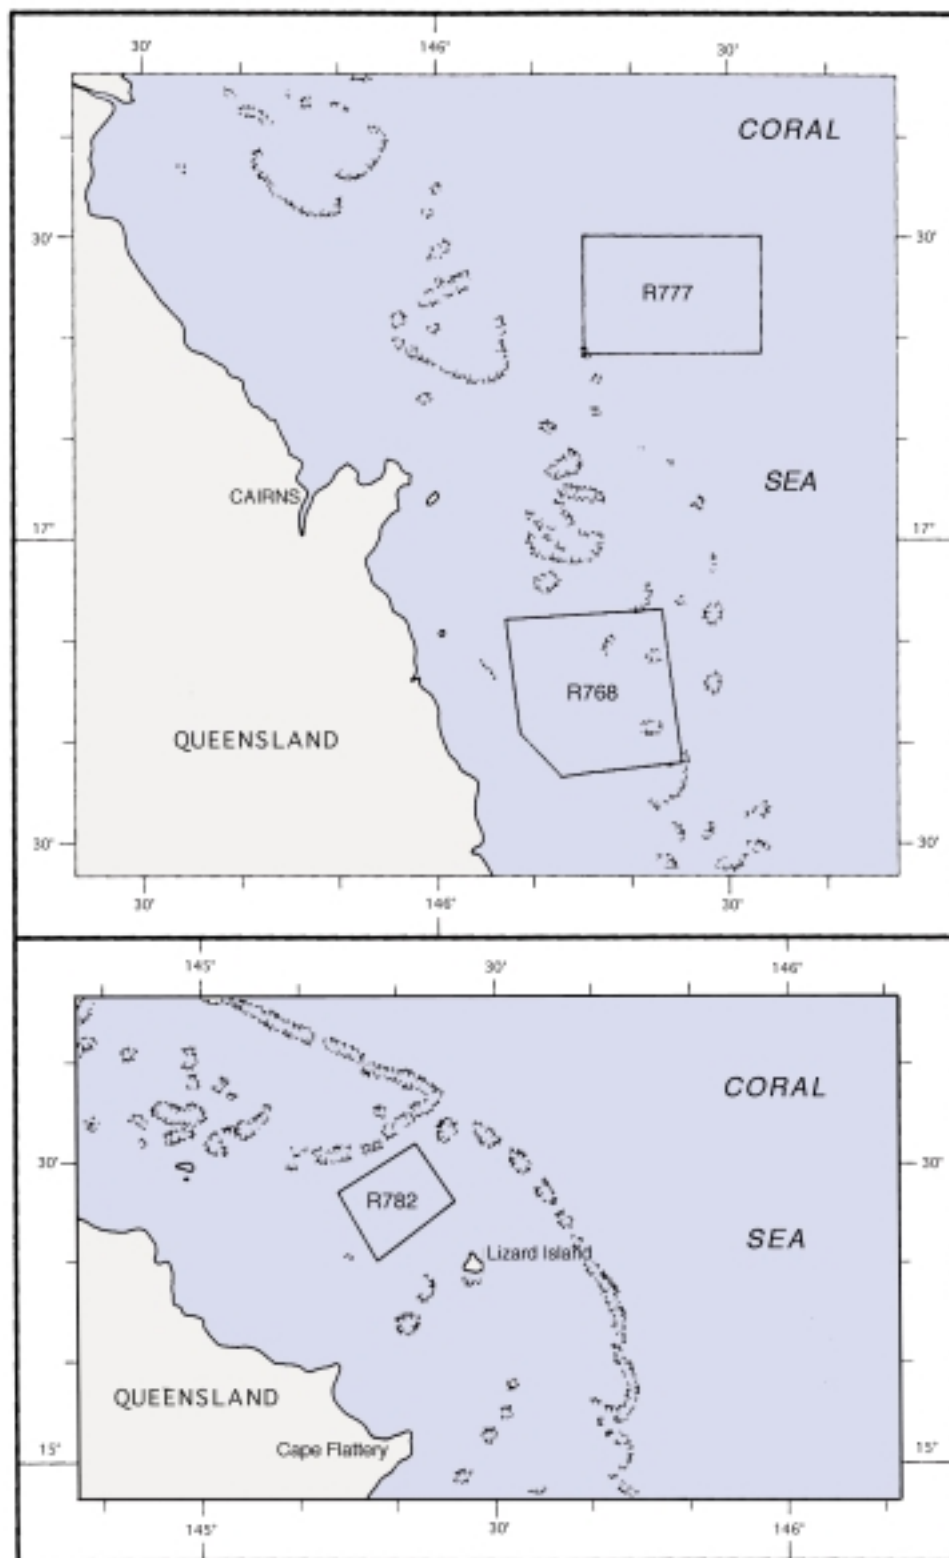 30' 146° 30'
CORAL
30' 30'
R777
SEA
CAIRNS
17°
R768
QUEENSLAND
30' 30'
30' 146° 30'
145° 30' 146°
CORAL
30' 30'
R782
SEA
Lizard Island
QUEENSLAND
Cape Flattery
15° 15°
145° 30' 146°